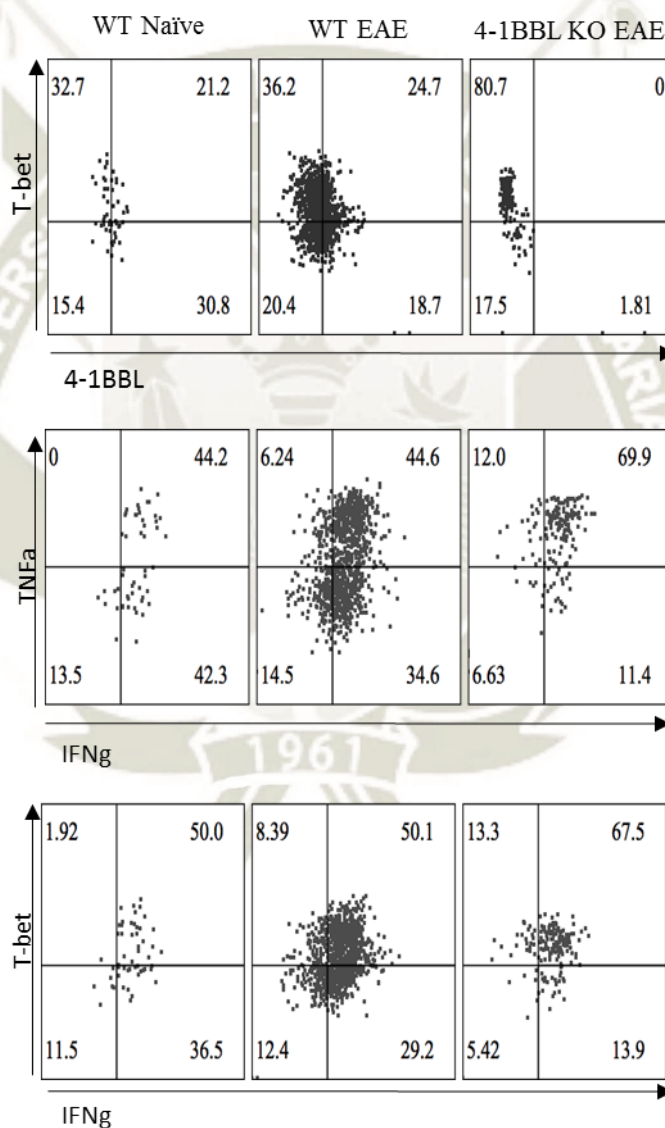 WT Naïve WT EAE 4-1BBL KO EAE
32.7 21.2 36.2 24.7 80.7 0
T-bet
15.4 30.8 20.4 18.7 17.5 1.81
4-1BBL
0 44.2 6.24 44.6 12.0 69.9
TNFa
13.5 42.3 14.5 34.6 6.63 11.4
IFNg
1961
1.92 50.0 8.39 50.1 13.3 67.5
T-bet
11.5 36.5 12.4 29.2 5.42 13.9
IFNg